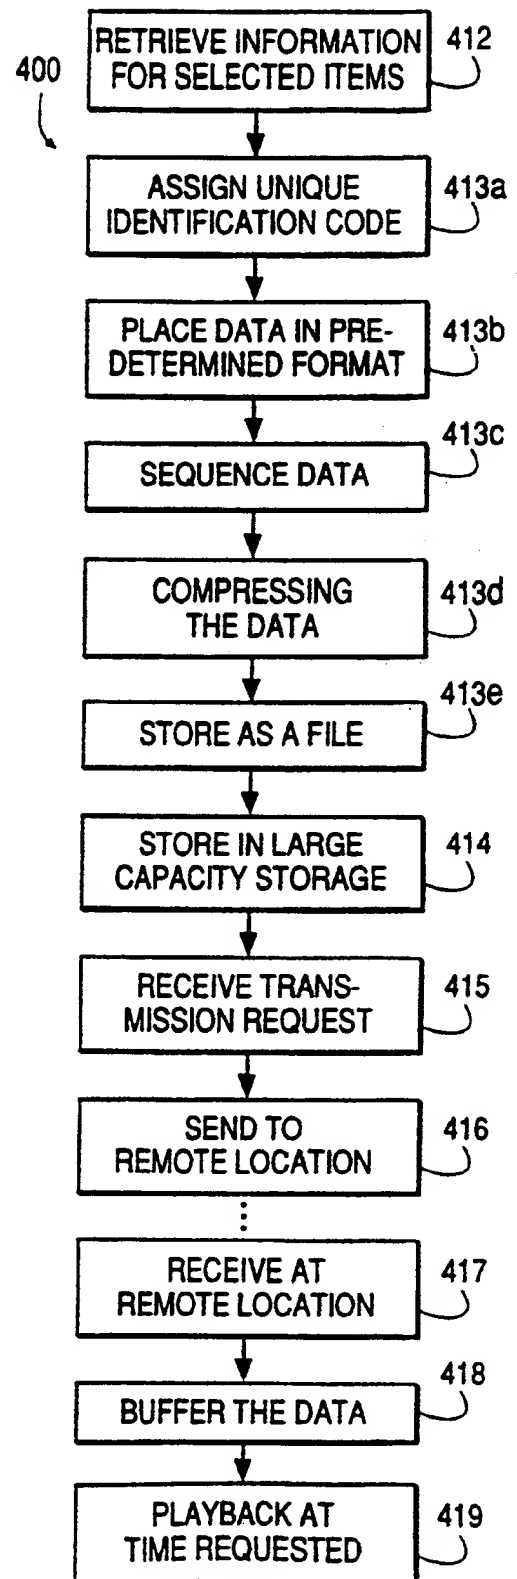 RETRIEVE INFORMATION
FOR SELECTED ITEMS
412
400
ASSIGN UNIQUE
IDENTIFICATION CODE
413a
PLACE DATA IN PRE-
DETERMINED FORMAT
413b
SEQUENCE DATA
413c
COMPRESSING
THE DATA
413d
STORE AS A FILE
413e
STORE IN LARGE
CAPACITY STORAGE
414
RECEIVE TRANS-
MISSION REQUEST
415
SEND TO
REMOTE LOCATION
416
RECEIVE AT
REMOTE LOCATION
417
BUFFER THE DATA
418
PLAYBACK AT
TIME REQUESTED
419